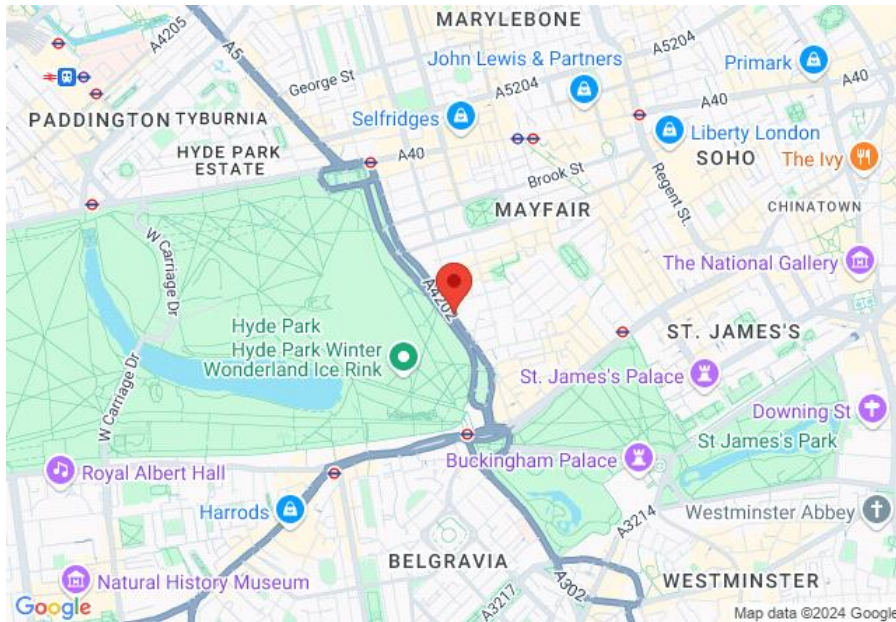 MARYLEBONE
A4205
A5
John Lewis & Partners
A5204
Primark
George St
A5204
A40
A40
Selfridges
PADDINGTON
TYBURNIA
Liberty London
HYDE PARK
ESTATE
A40
SOHO
The Ivy
Brook St
Regent St.
MAYFAIR
CHINATOWN
W Carriage Dr
The National Gallery
A4202
Hyde Park
ST. JAMES'S
Hyde Park Winter
Wonderland Ice Rink
St. James's Palace
W Carriage Dr
Downing St
St James's Park
Royal Albert Hall
Buckingham Palace
Harrods
A3214
Westminster Abbey
BELGRAVIA
Natural History Museum
A3217
A302
WESTMINSTER
Google
Map data ©2024 Google